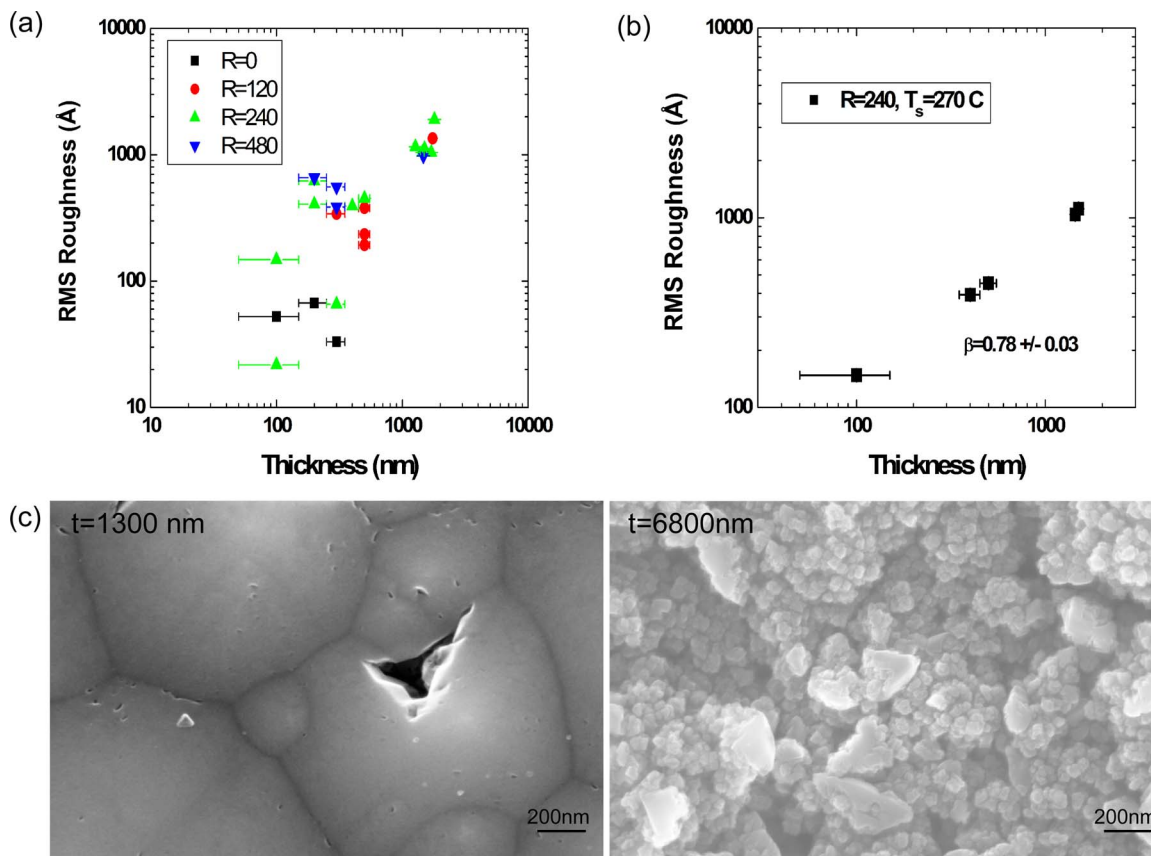 (a)
10000
1000
100
10
RMS Roughness (Å)
R=0
R=120
R=240
R=480
10 100 1000 10000
Thickness (nm)
(b)
10000
1000
100
RMS Roughness (Å)
R=240, Ts=270 C
β=0.78 +/- 0.03
100 1000
Thickness (nm)
(c)
t=1300 nm
200nm
t=6800nm
200nm